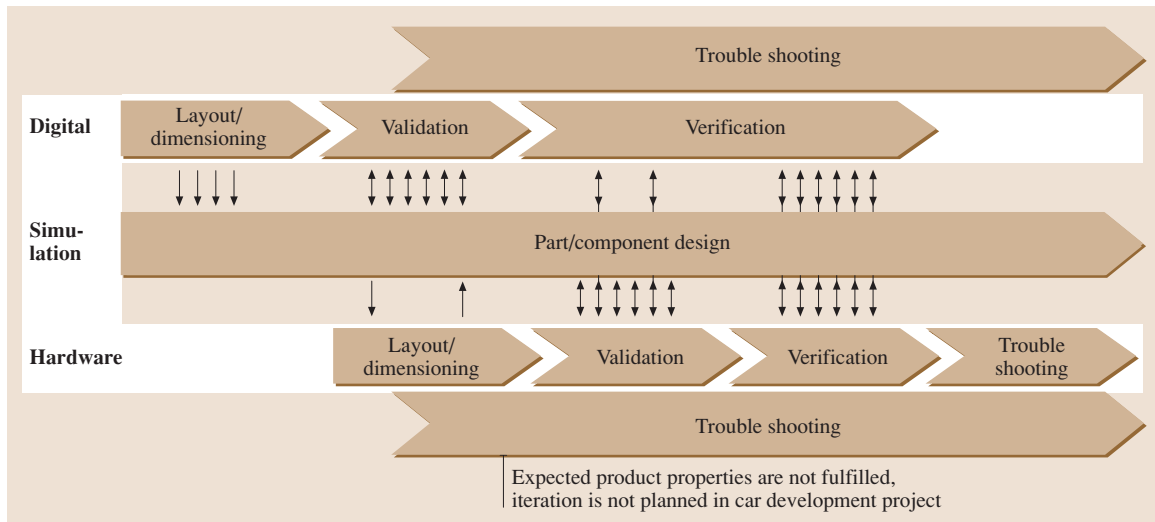 Trouble shooting
Digital
Layout/
dimensioning
Validation
Verification
Simu-
lation
Part/component design
Hardware
Layout/
dimensioning
Validation
Verification
Trouble
shooting
Trouble shooting
Expected product properties are not fulfilled,
iteration is not planned in car development project